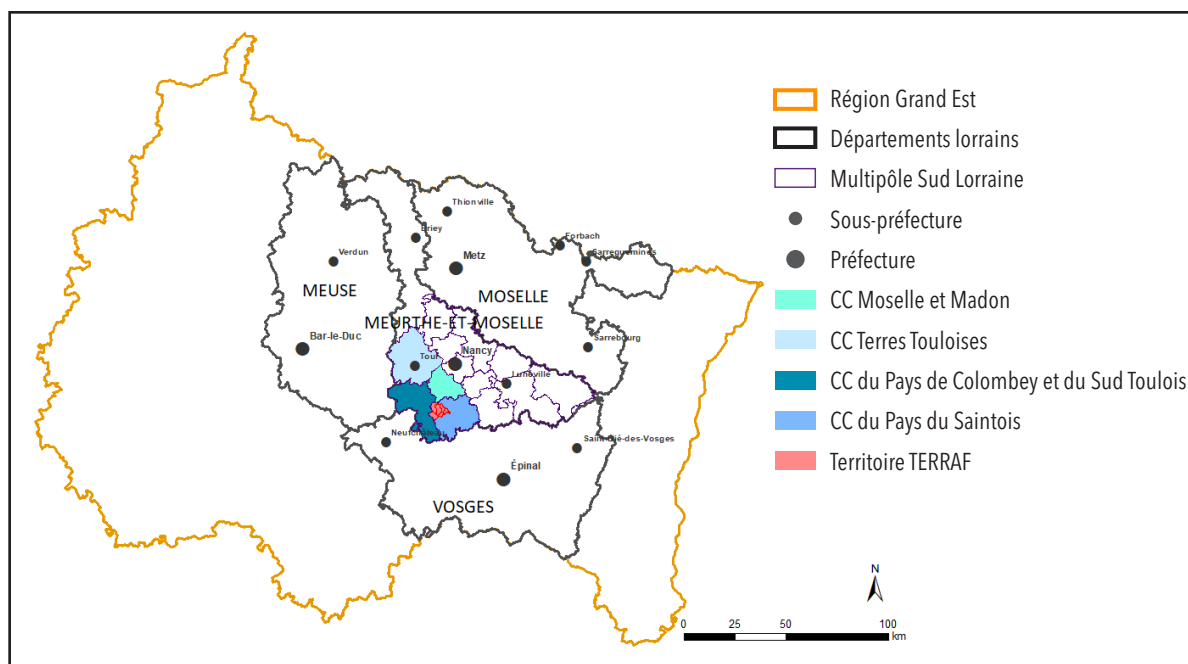 Région Grand Est
Départements lorrains
Multipôle Sud Lorraine
Sous-préfecture
Préfecture
CC Moselle et Madon
CC Terres Touloises
CC du Pays de Colombey et du Sud Toulois
CC du Pays du Saintois
Territoire TERRAF
Thionville
Briey
Forbach
Sarreguemines
Verdun
Metz
MEUSE
MOSELLE
MEURTHE-ET-MOSELLE
Bar-le-Duc
Sarrebourg
Toul
Nancy
Lunéville
Neufchâteau
Saint-Dié-des-Vosges
Épinal
VOSGES
N
0 25 50 100
km